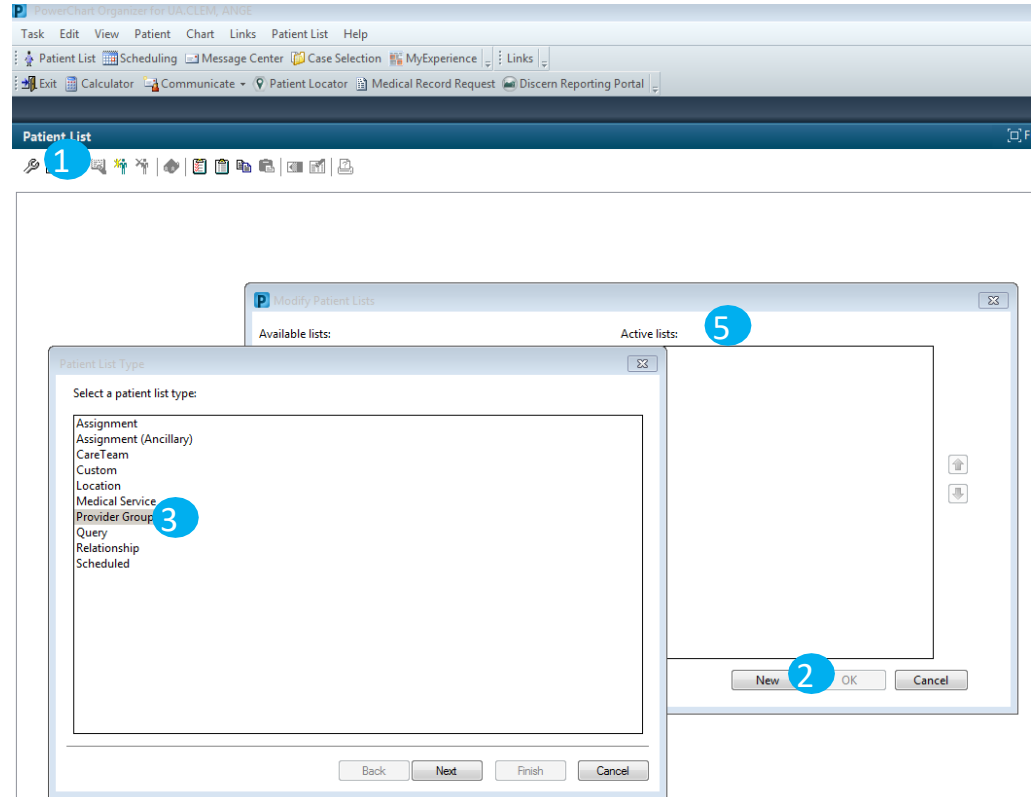 PowerChart Organizer for UA.CLEM, ANGE
Task Edit View Patient Chart Links Patient List Help
Patient List Scheduling Message Center Case Selection MyExperience Links
Exit Calculator Communicate Patient Locator Medical Record Request Discern Reporting Portal
Patient List F
1
Modify Patient Lists
Available lists: Active lists: 5
Patient List Type
Select a patient list type:
Assignment
Assignment (Ancillary)
CareTeam
Custom
Location
Medical Service
Provider Group 3
Query
Relationship
Scheduled
New 2 OK Cancel
Back Next Finish Cancel